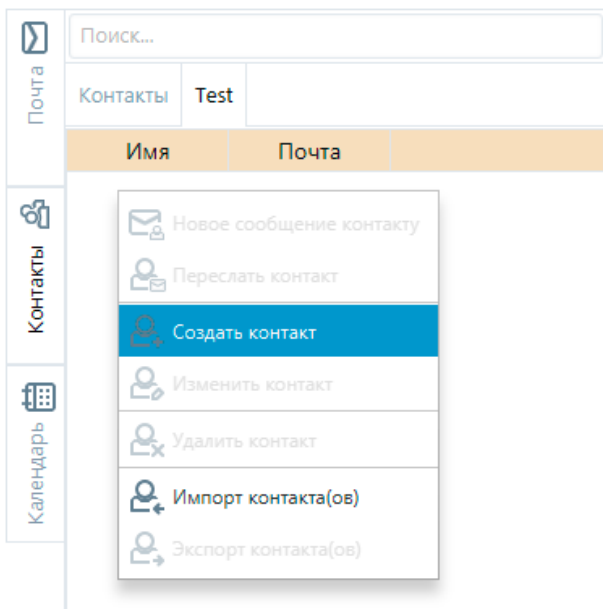 Поиск...
Почта
Контакты Test
Имя Почта
Контакты
Новое сообщение контакту
Переслать контакт
Создать контакт
Изменить контакт
Календарь
Удалить контакт
Импорт контакта(ов)
Экспорт контакта(ов)